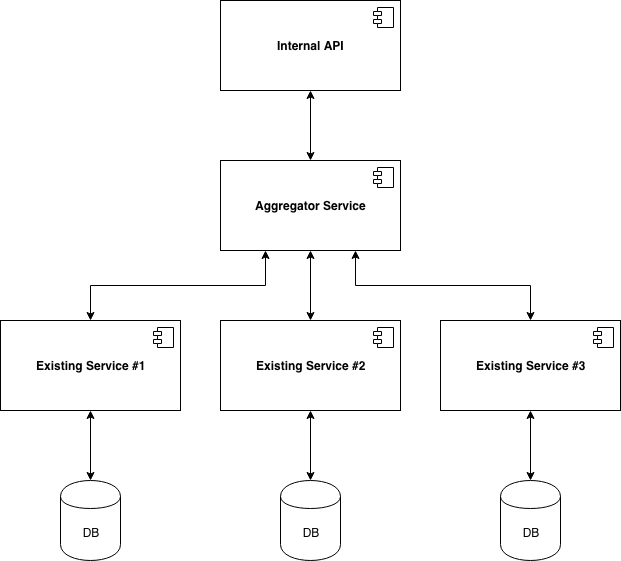 Internal API
Aggregator Service
Existing Service #1
Existing Service #2
Existing Service #3
DB
DB
DB